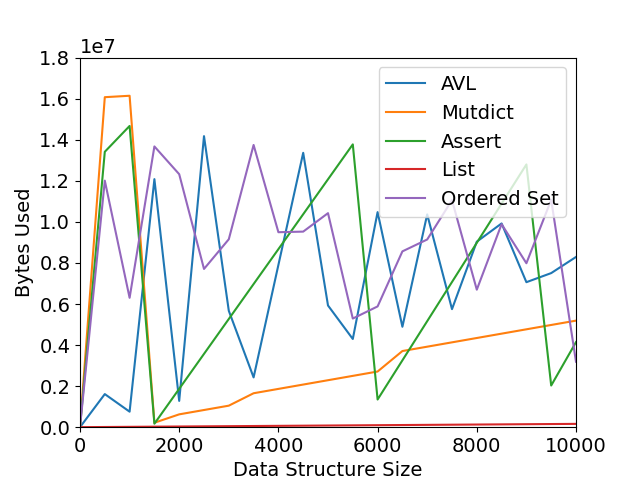 1e7
1.8
1.6
1.4
1.2
1.0
0.8
0.6
0.4
0.2
0.0
Bytes Used
AVL
Mutdict
Assert
List
Ordered Set
0 2000 4000 6000 8000 10000
Data Structure Size